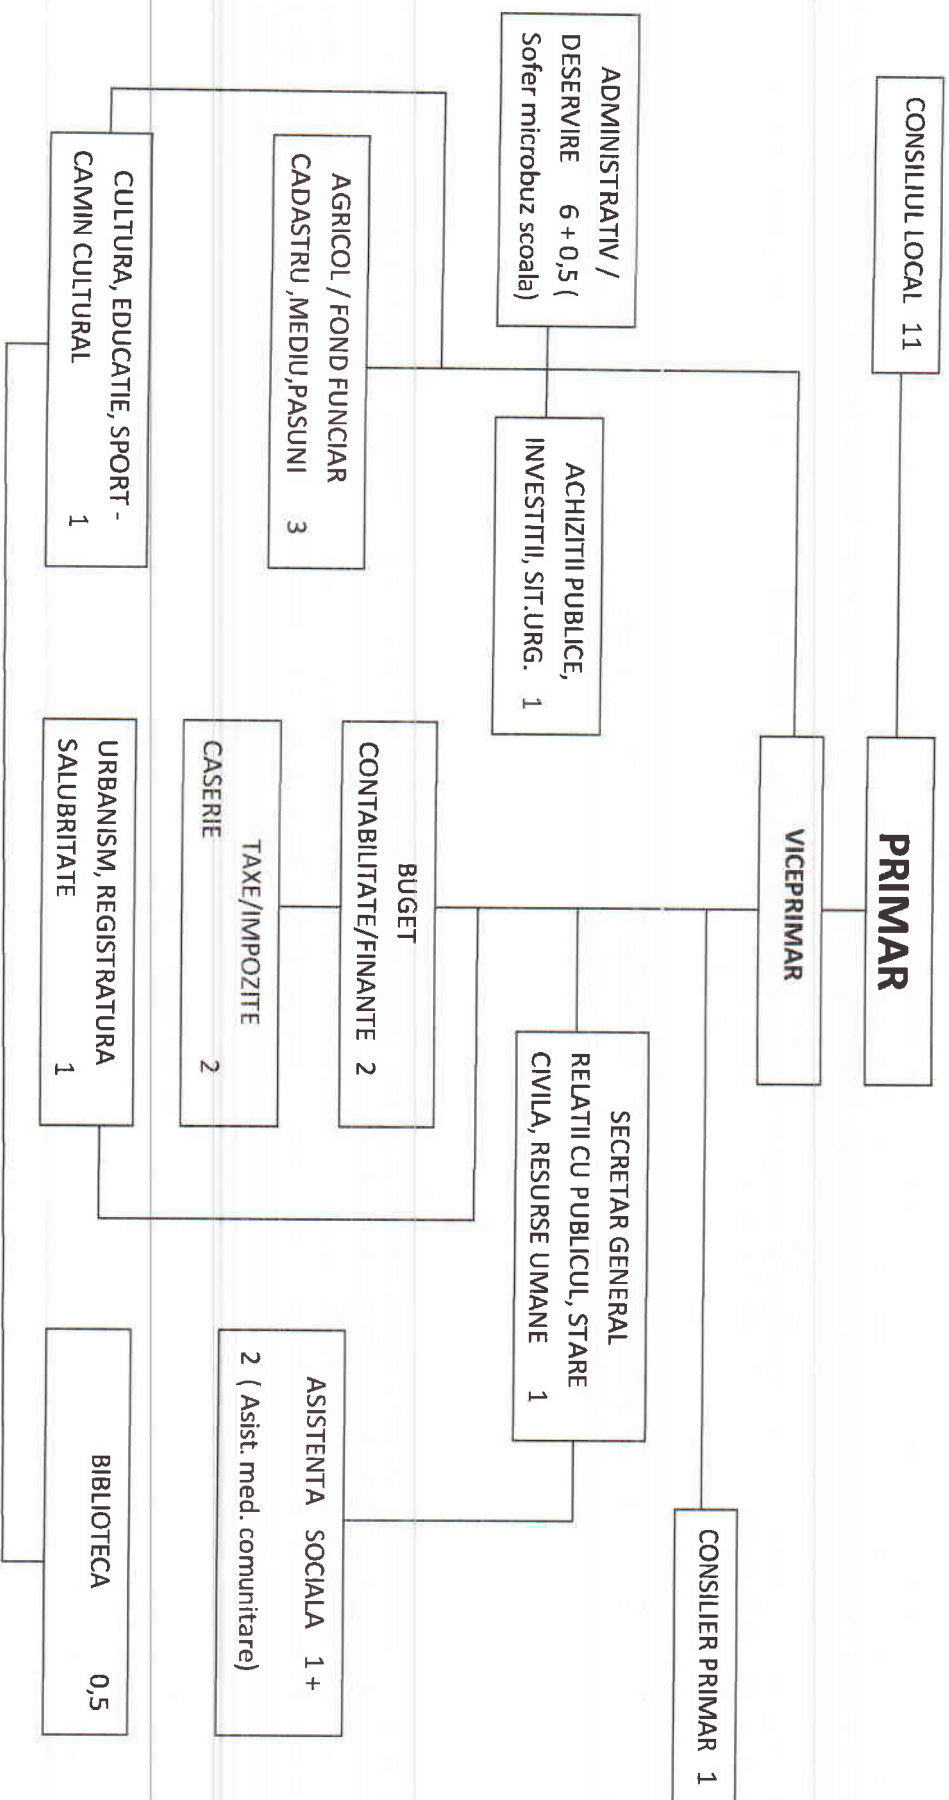 CONSILIUL LOCAL 11
PRIMAR
VICEPRIMAR
CONSILIER PRIMAR 1
ADMINISTRATIV /
DESERVIRE 6 + 0,5 (
Sofer microbuz scoala)
ACHIZITII PUBLICE,
INVESTITII, SIT.URG. 1
SECRETAR GENERAL
RELATII CU PUBLICUL, STARE
CIVILA, RESURSE UMANE 1
AGRICOL / FOND FUNCIAR
CADASTRU ,MEDIU,PASUNI 3
BUGET
CONTABILITATE/FINANTE 2
TAXE/IMPOZITE
CASERIE 2
ASISTENTA SOCIALA 1 +
2 ( Asist. med. comunitare)
CULTURA, EDUCATIE, SPORT -
CAMIN CULTURAL 1
URBANISM, REGISTRATURA
SALUBRITATE 1
BIBLIOTECA 0,5